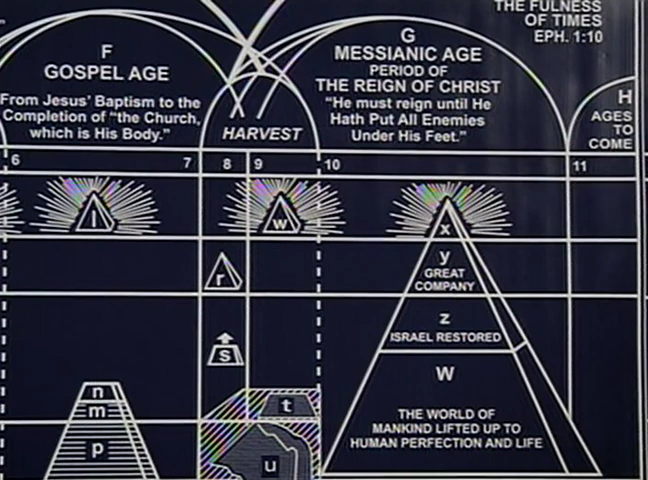 THE FULNESS
OF TIMES
EPH. 1:10
F
GOSPEL AGE
From Jesus' Baptism to the
Completion of "the Church,
which is His Body."
HARVEST
G
MESSIANIC AGE
PERIOD OF
THE REIGN OF CHRIST
"He must reign until He
Hath Put All Enemies
Under His Feet."
H
AGES
TO
COME
6 7 8 9 10 11
l w x
r
y
GREAT
COMPANY
s
z
ISRAEL RESTORED
n
m
p
t
u
W
THE WORLD OF
MANKIND LIFTED UP TO
HUMAN PERFECTION AND LIFE